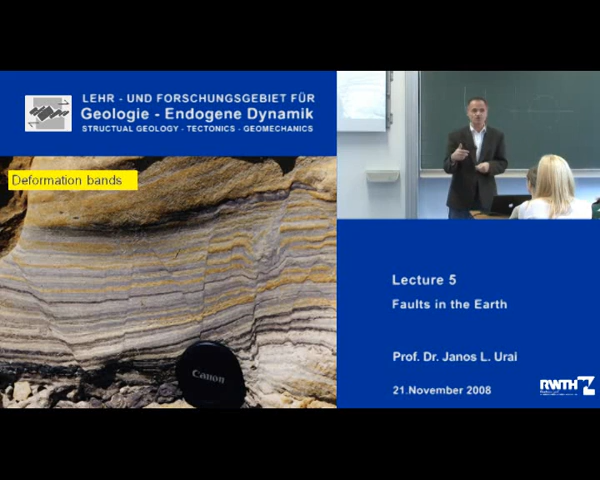 LEHR - UND FORSCHUNGSGEBIET FÜR
Geologie - Endogene Dynamik
STRUCTUAL GEOLOGY - TECTONICS - GEOMECHANICS
Deformation bands
Canon
Lecture 5
Faults in the Earth
Prof. Dr. Janos L. Urai
21.November 2008
RWTH